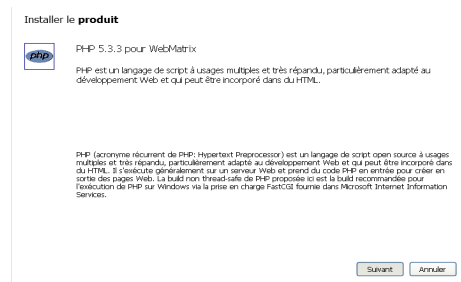 Installer le produit
php
PHP 5.3.3 pour WebMatrix
PHP est un langage de script à usages multiples et très répandu, particulièrement adapté au
développement Web et qui peut être incorporé dans du HTML.
PHP (acronyme récurrent de PHP: Hypertext Preprocessor) est un langage de script open source à usages
multiples et très répandu, particulièrement adapté au développement Web et qui peut être incorporé dans
du HTML. Il s'exécute généralement sur un serveur Web et prend du code PHP en entrée pour créer en
sortie des pages Web. La build non thread-safe de PHP proposée ici est la build recommandée pour
l'exécution de PHP sur Windows via la prise en charge FastCGI fournie dans Microsoft Internet Information
Services.
Suivant
Annuler